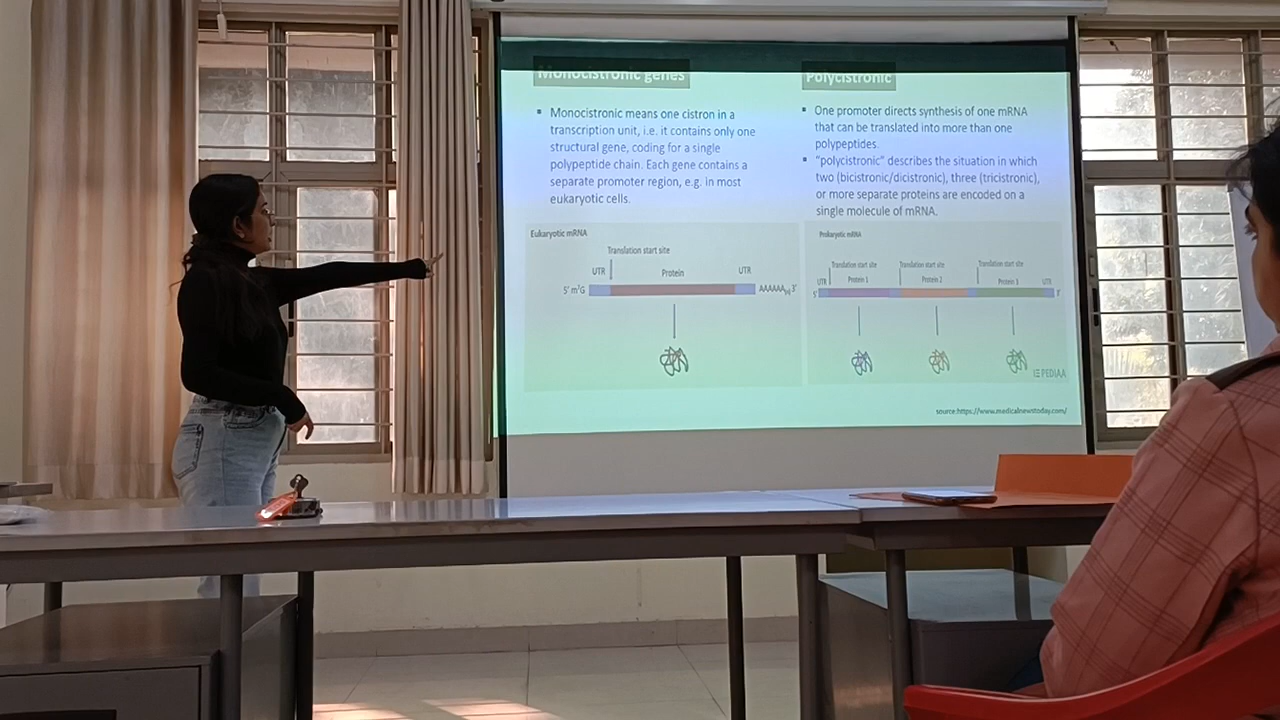 Monocistronic genes
▪ Monocistronic means one cistron in a
transcription unit, i.e. it contains only one
structural gene, coding for a single
polypeptide chain. Each gene contains a
separate promoter region, e.g. in most
eukaryotic cells.
Eukaryotic mRNA
Translation start site
UTR
Protein
UTR
5' m⁷G
AAAAAA
3'
Polycistronic
▪ One promoter directs synthesis of one mRNA
that can be translated into more than one
polypeptides.
▪ “polycistronic” describes the situation in which
two (bicistronic/dicistronic), three (tricistronic),
or more separate proteins are encoded on a
single molecule of mRNA.
Prokaryotic mRNA
Translation start site Translation start site Translation start site
UTR Protein 1 Protein 2 Protein 3 UTR
5' 3'
PEDIAA
source:https://www.medicalnewstoday.com/